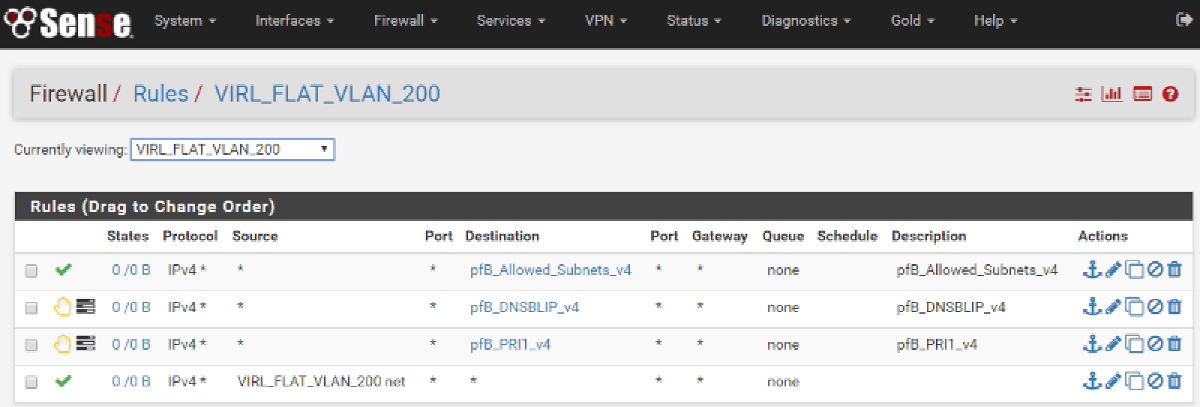 Sense System Interfaces Firewall Services VPN Status Diagnostics Gold Help
Firewall / Rules / VIRL_FLAT_VLAN_200
Currently viewing: VIRL_FLAT_VLAN_200
Rules (Drag to Change Order)
States Protocol Source Port Destination Port Gateway Queue Schedule Description Actions
0 /0 B IPv4 * * * pfB_Allowed_Subnets_v4 * * none pfB_Allowed_Subnets_v4
0 /0 B IPv4 * * * pfB_DNSBLIP_v4 * * none pfB_DNSBLIP_v4
0 /0 B IPv4 * * * pfB_PRI1_v4 * * none pfB_PRI1_v4
0 /0 B IPv4 * VIRL_FLAT_VLAN_200 net * * * * none